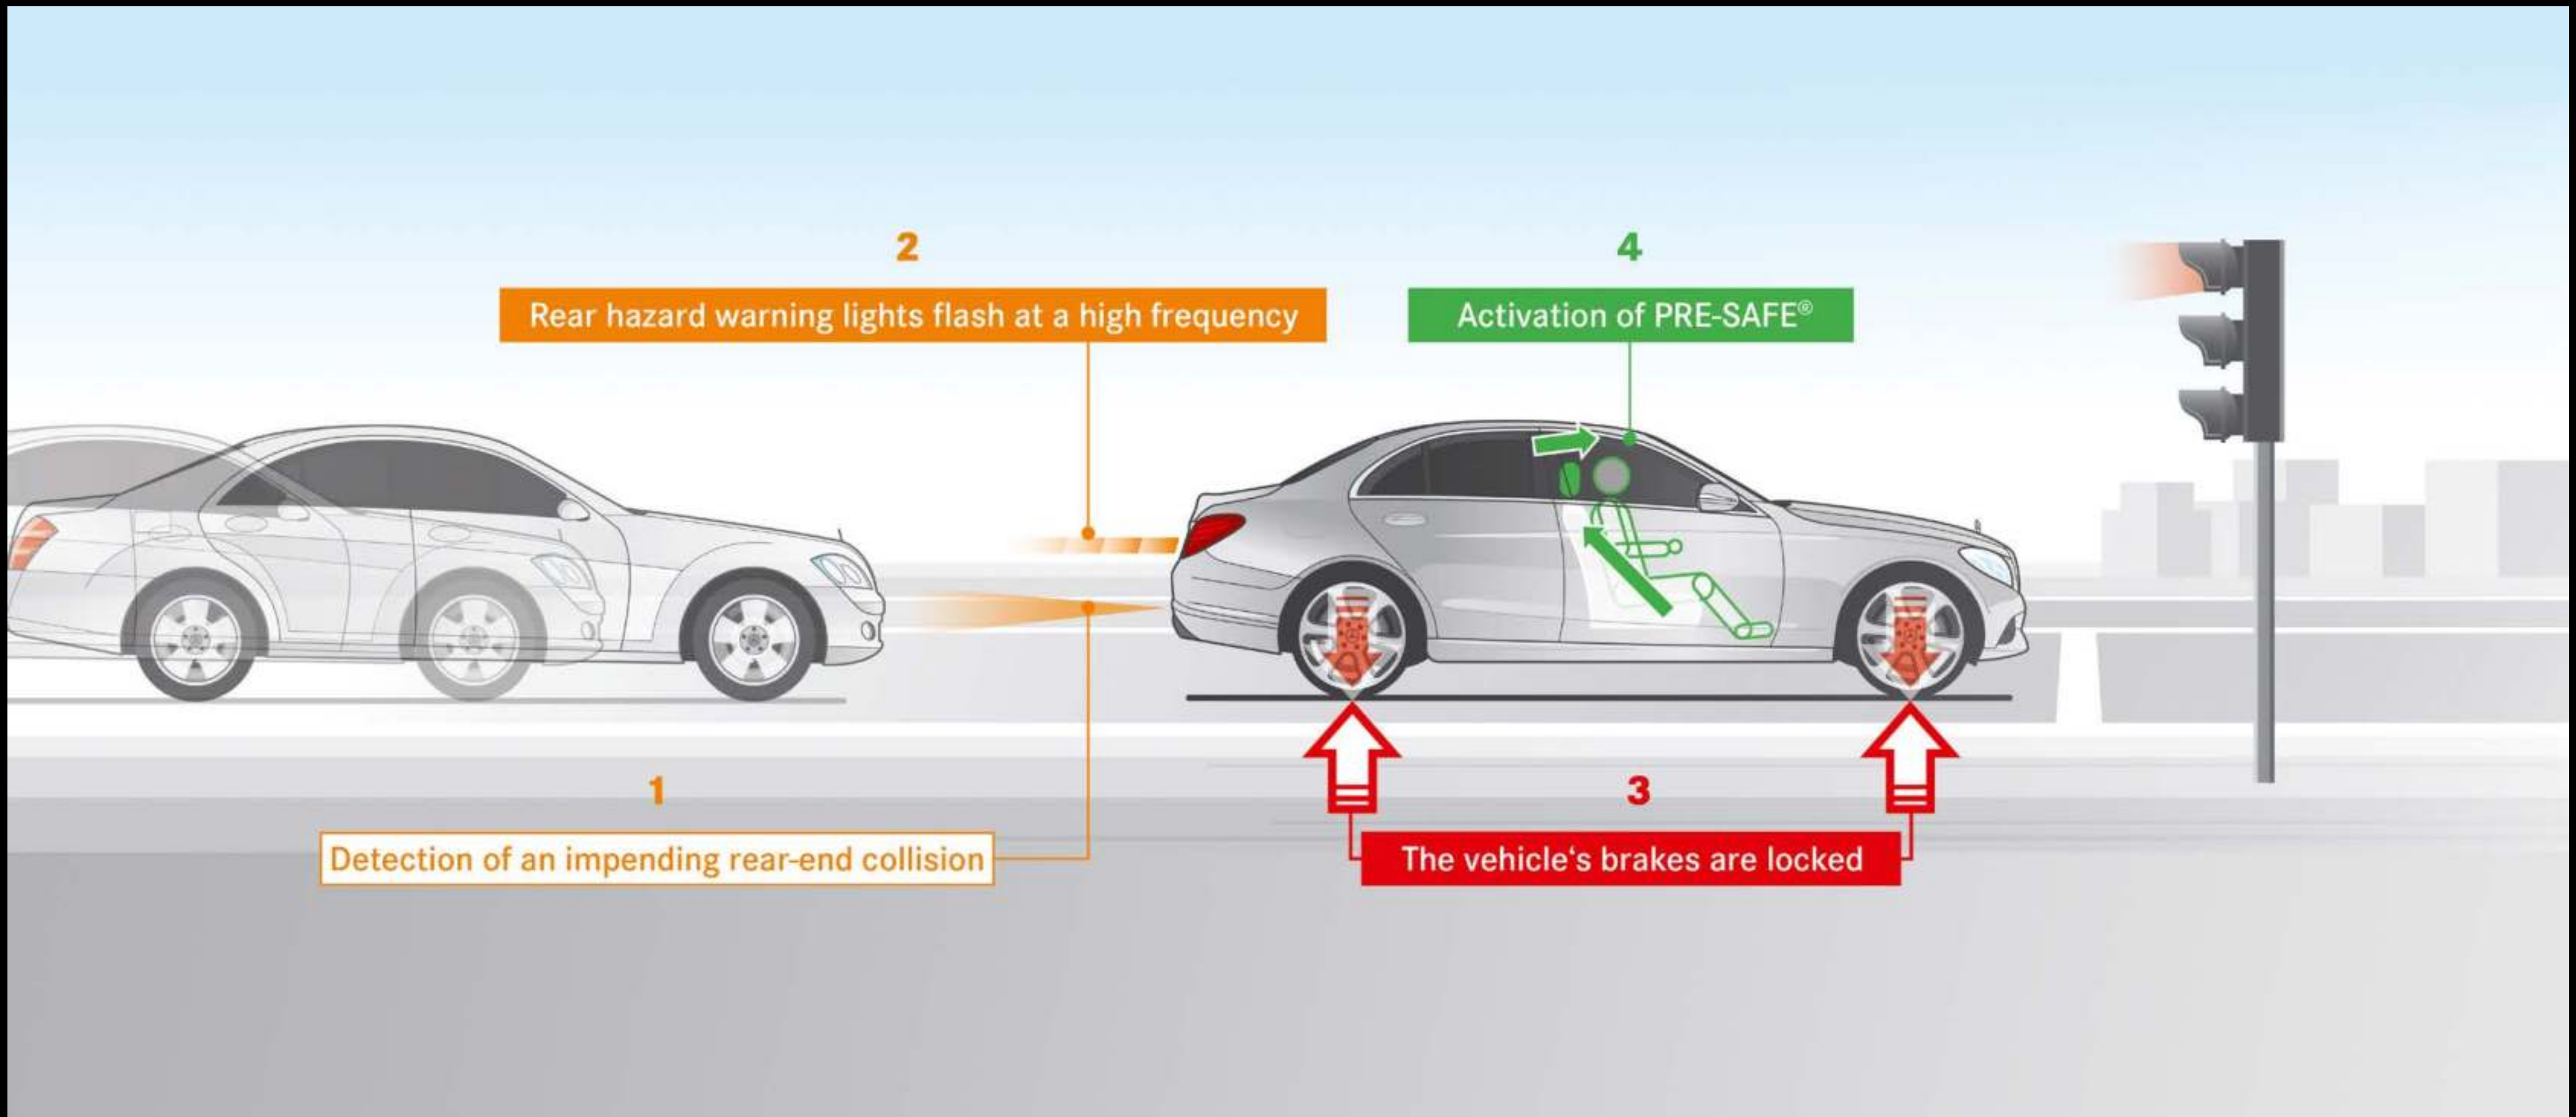 2
Rear hazard warning lights flash at a high frequency
4
Activation of PRE-SAFE®
1
Detection of an impending rear-end collision
3
The vehicle‘s brakes are locked